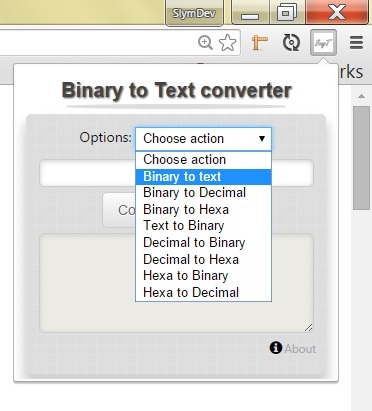 SlymDev
rks
Binary to Text converter
Options: Choose action
Choose action
Binary to text
Binary to Decimal
Binary to Hexa
Co
Text to Binary
Decimal to Binary
Decimal to Hexa
Hexa to Binary
Hexa to Decimal
About